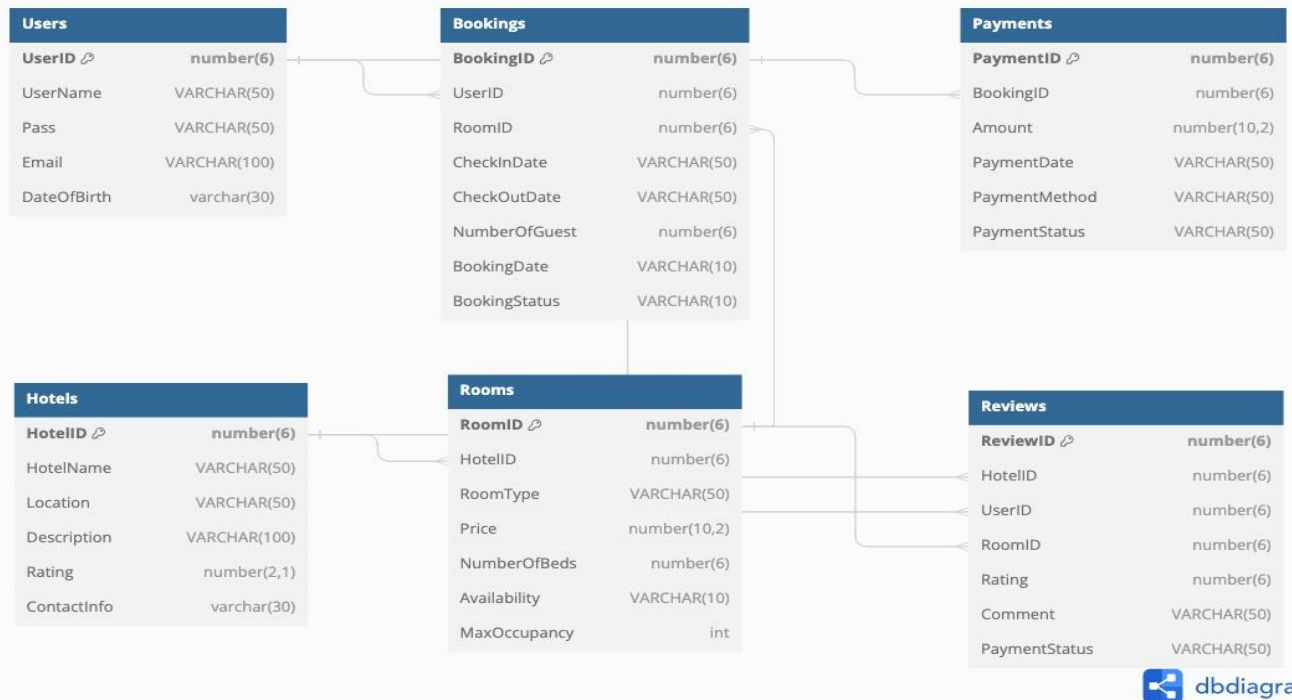 Users
UserID number(6)
UserName VARCHAR(50)
Pass VARCHAR(50)
Email VARCHAR(100)
DateOfBirth varchar(30)
Bookings
BookingID number(6)
UserID number(6)
RoomID number(6)
CheckInDate VARCHAR(50)
CheckOutDate VARCHAR(50)
NumberOfGuest number(6)
BookingDate VARCHAR(10)
BookingStatus VARCHAR(10)
Payments
PaymentID number(6)
BookingID number(6)
Amount number(10,2)
PaymentDate VARCHAR(50)
PaymentMethod VARCHAR(50)
PaymentStatus VARCHAR(50)
Hotels
HotelID number(6)
HotelName VARCHAR(50)
Location VARCHAR(50)
Description VARCHAR(100)
Rating number(2,1)
ContactInfo varchar(30)
Rooms
RoomID number(6)
HotelID number(6)
RoomType VARCHAR(50)
Price number(10,2)
NumberOfBeds number(6)
Availability VARCHAR(10)
MaxOccupancy int
Reviews
ReviewID number(6)
HotelID number(6)
UserID number(6)
RoomID number(6)
Rating number(6)
Comment VARCHAR(50)
PaymentStatus VARCHAR(50)
dbdiagra